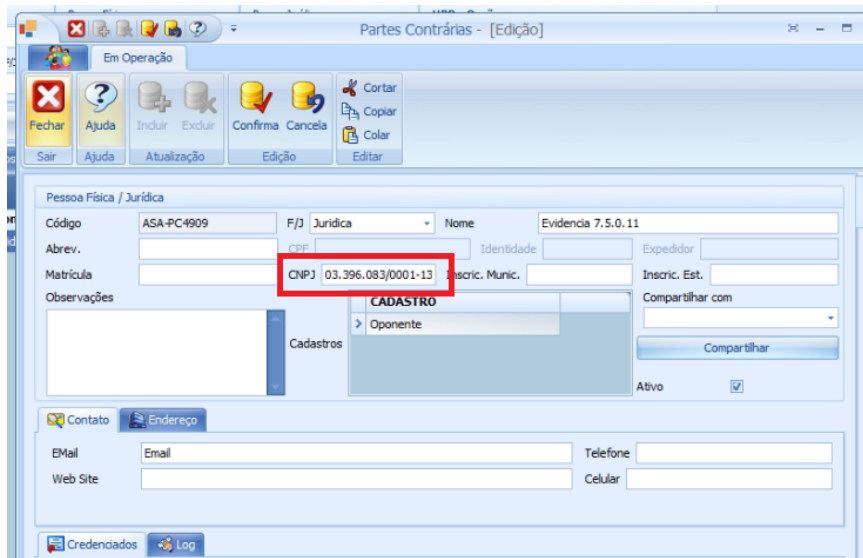 Partes Contrárias - [Edição]
Em Operação
Fechar
Ajuda
Incluir
Excluir
Confirma
Cancela
Cortar
Copiar
Colar
Sair
Ajuda
Atualização
Edição
Editar
Pessoa Física / Jurídica
Código ASA-PC4909 F/J Juridica Nome Evidencia 7.5.0.11
Abrev. CPF Identidade Expedidor
Matrícula CNPJ 03.396.083/0001-13 Inscric. Munic. Inscric. Est.
Observações CADASTRO Compartilhar com
Oponente
Cadastros Compartilhar
Ativo
Contato Endereço
EMail Email Telefone
Web Site Celular
Credenciados Log